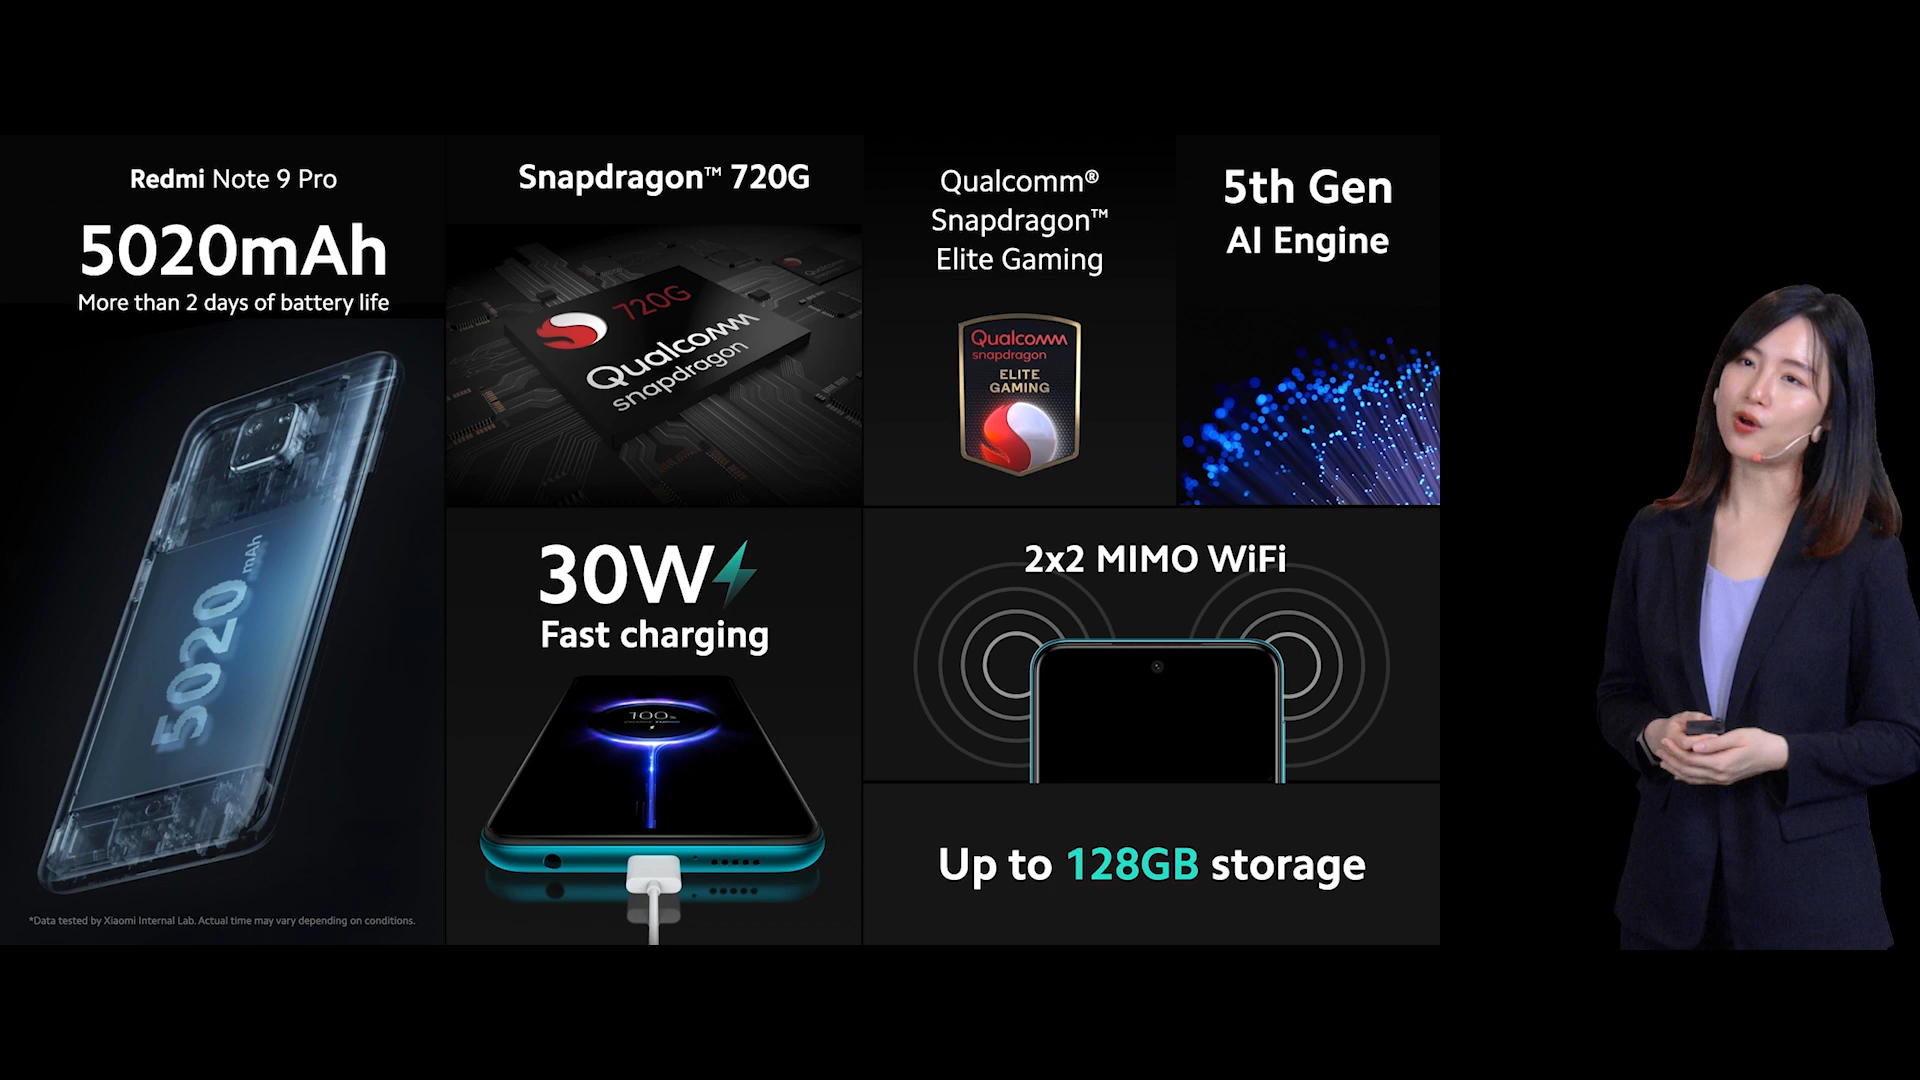 Redmi Note 9 Pro
5020mAh
More than 2 days of battery life
5020 mAh
*Data tested by Xiaomi Internal Lab. Actual time may vary depending on conditions.
Snapdragon™ 720G
720G
Qualcomm
snapdragon
30W
Fast charging
100%
Qualcomm®
Snapdragon™
Elite Gaming
Qualcomm
snapdragon
ELITE
GAMING
5th Gen
AI Engine
2x2 MIMO WiFi
Up to 128GB storage